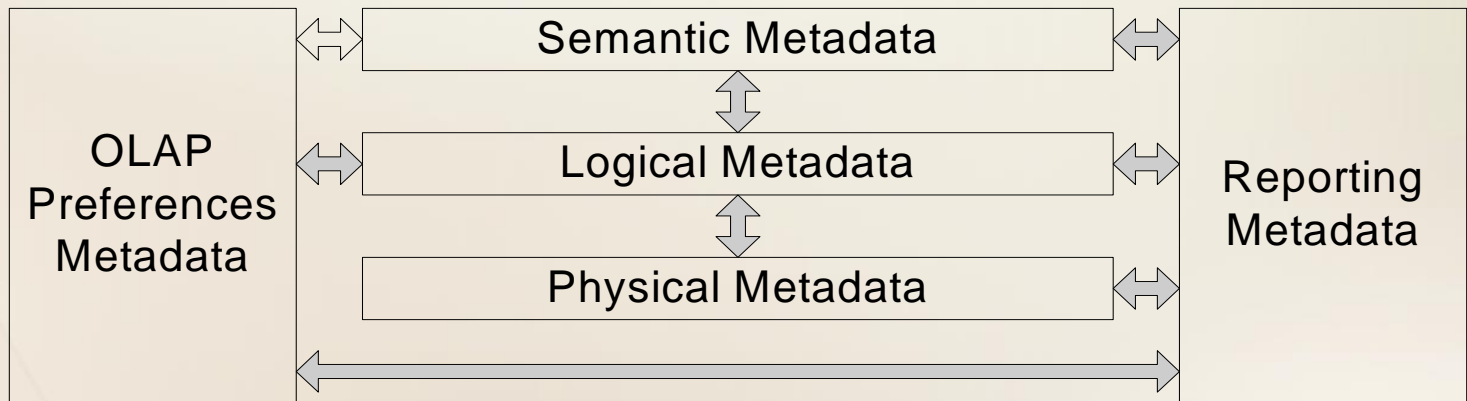 OLAP
Preferences
Metadata
Semantic Metadata
Logical Metadata
Physical Metadata
Reporting
Metadata